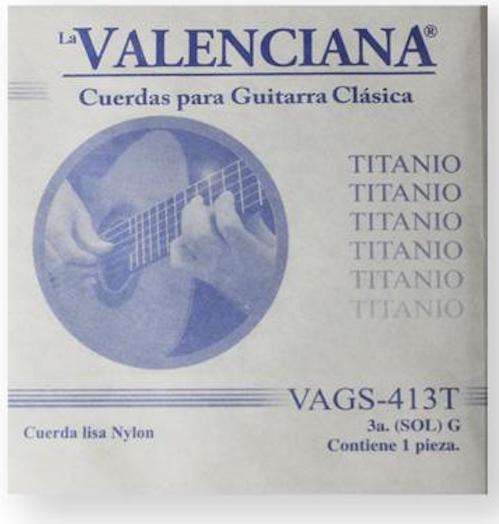 La VALENCIANA®
Cuerdas para Guitarra Clásica
TITANIO
TITANIO
TITANIO
TITANIO
TITANIO
TITANIO
VAGS-413T
3a. (SOL) G
Cuerda lisa Nylon
Contiene 1 pieza.